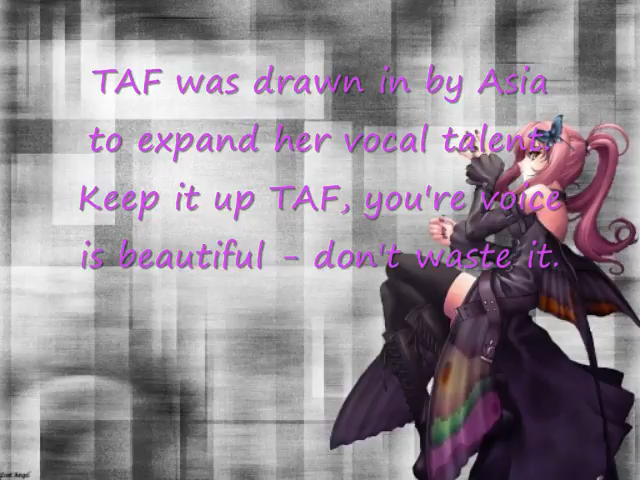 TAF was drawn in by Asia
to expand her vocal talent.
Keep it up TAF, you're voice
is beautiful - don't waste it.